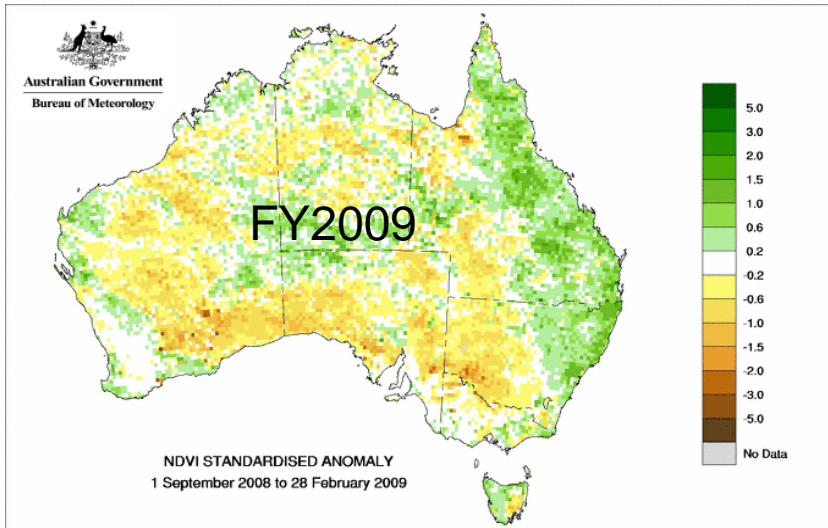 Australian Government
Bureau of Meteorology
FY2009
5.0
3.0
2.0
1.5
1.0
0.6
0.2
-0.2
-0.6
-1.0
-1.5
-2.0
-3.0
-5.0
No Data
NDVI STANDARDISED ANOMALY
1 September 2008 to 28 February 2009